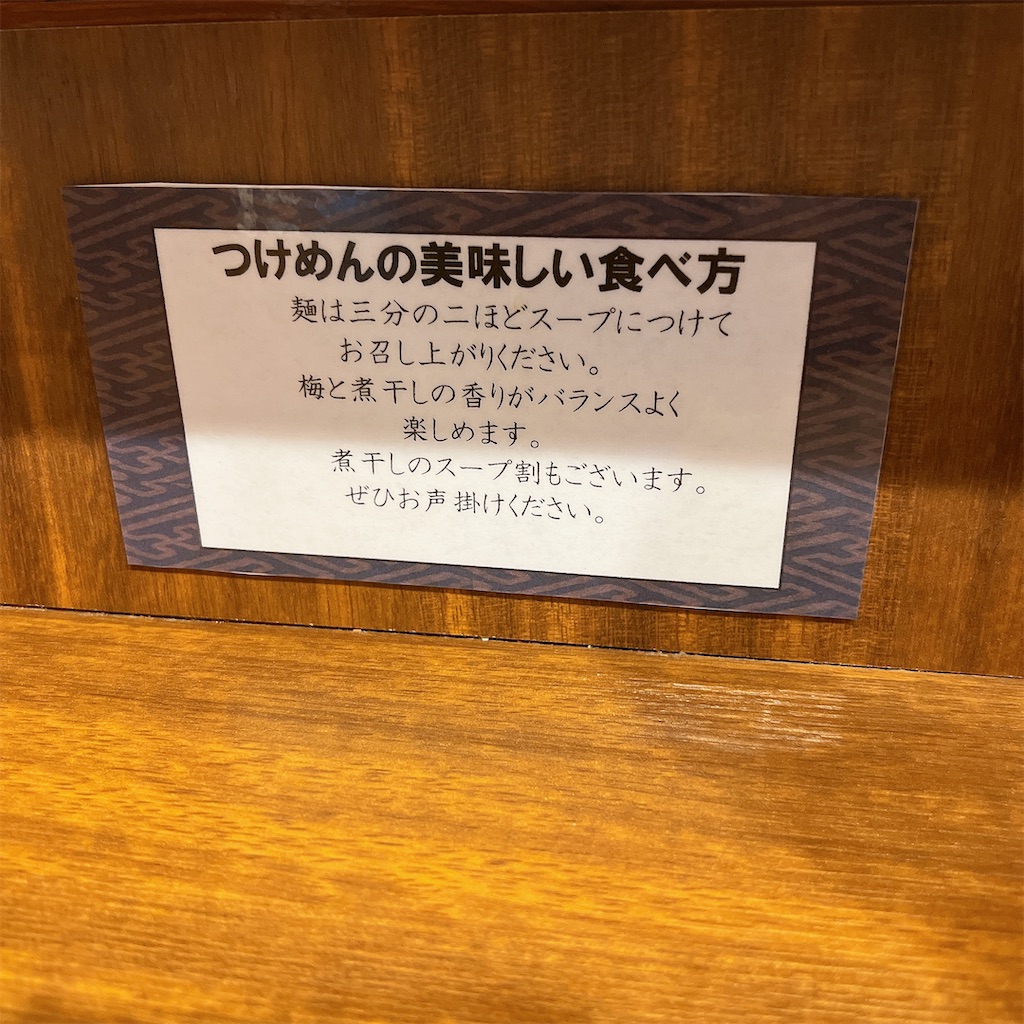 つけめんの美味しい食べ方
麺は三分の二ほどスープにつけて
お召し上がりください。
梅と煮干しの香りがバランスよく
楽しめます。
煮干しのスープ割もございます。
ぜひお声掛けください。